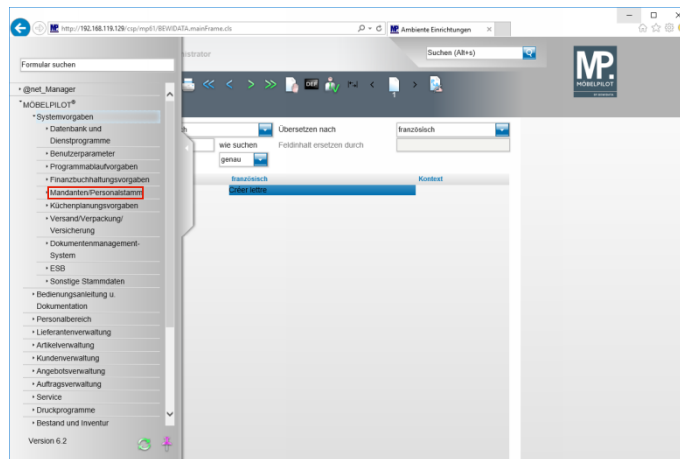 http://192.168.119.129/csp/mp61/BEWIDATA.mainFrame.cls
Ambiente Einrichtungen
Formular suchen
Suchen (Alt+s)
MP
MÖBELPILOT
@net_Manager
MÖBELPILOT®
Systemvorgaben
Datenbank und
Dienstprogramme
Benutzerparameter
Programmablaufvorgaben
Finanzbuchhaltungsvorgaben
Mandanten/Personalstamm
Küchenplanungsvorgaben
Versand/Verpackung/
Versicherung
Dokumentenmanagement-
System
ESB
Sonstige Stammdaten
Bedienungsanleitung u.
Dokumentation
Personalbereich
Lieferantenverwaltung
Artikelverwaltung
Kundenverwaltung
Angebotsverwaltung
Auftragsverwaltung
Service
Druckprogramme
Bestand und Inventur
Version 6.2
Übersetzen nach
französisch
wie suchen
Feldinhalt ersetzen durch
genau
französisch
Kontext
Créer lettre